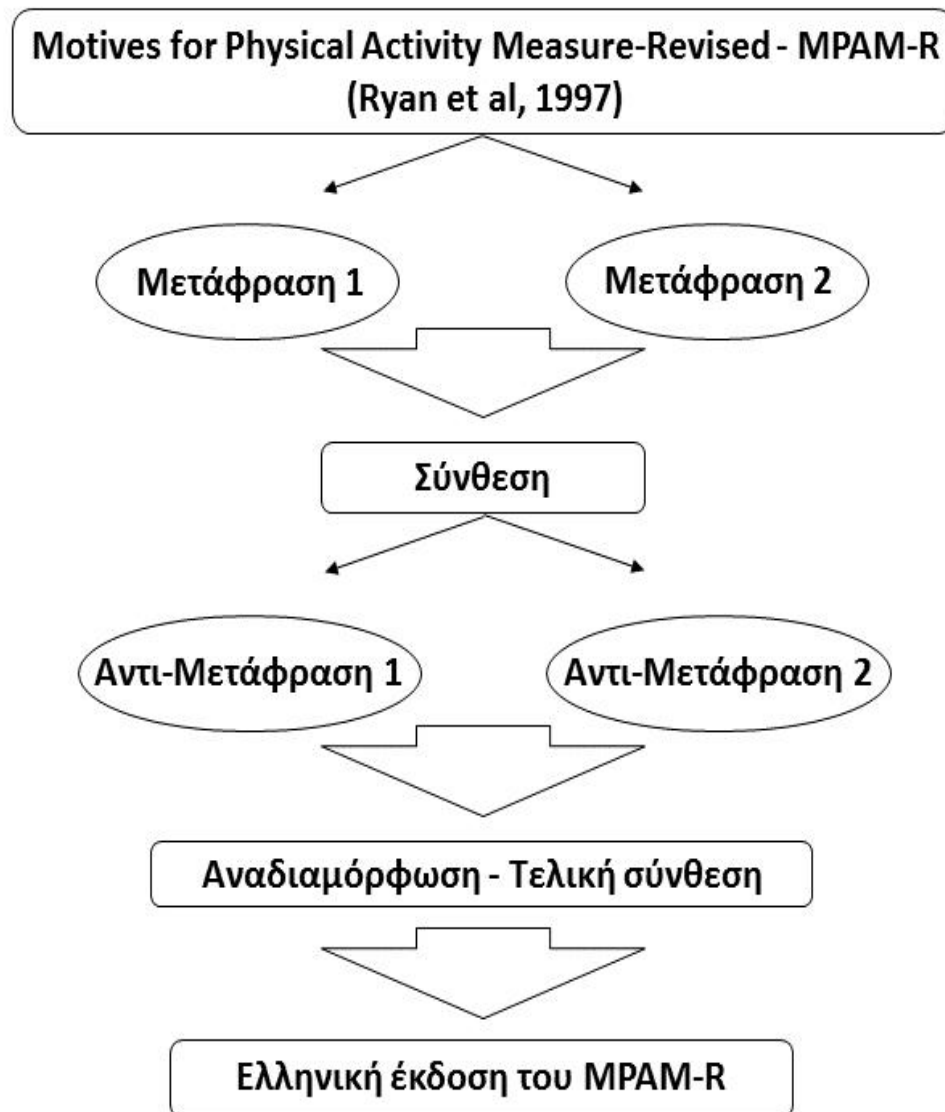 Motives for Physical Activity Measure-Revised - MPAM-R
(Ryan et al, 1997)
Μετάφραση 1
Μετάφραση 2
Σύνθεση
Αντι-Μετάφραση 1
Αντι-Μετάφραση 2
Αναδιαμόρφωση - Τελική σύνθεση
Ελληνική έκδοση του MPAM-R